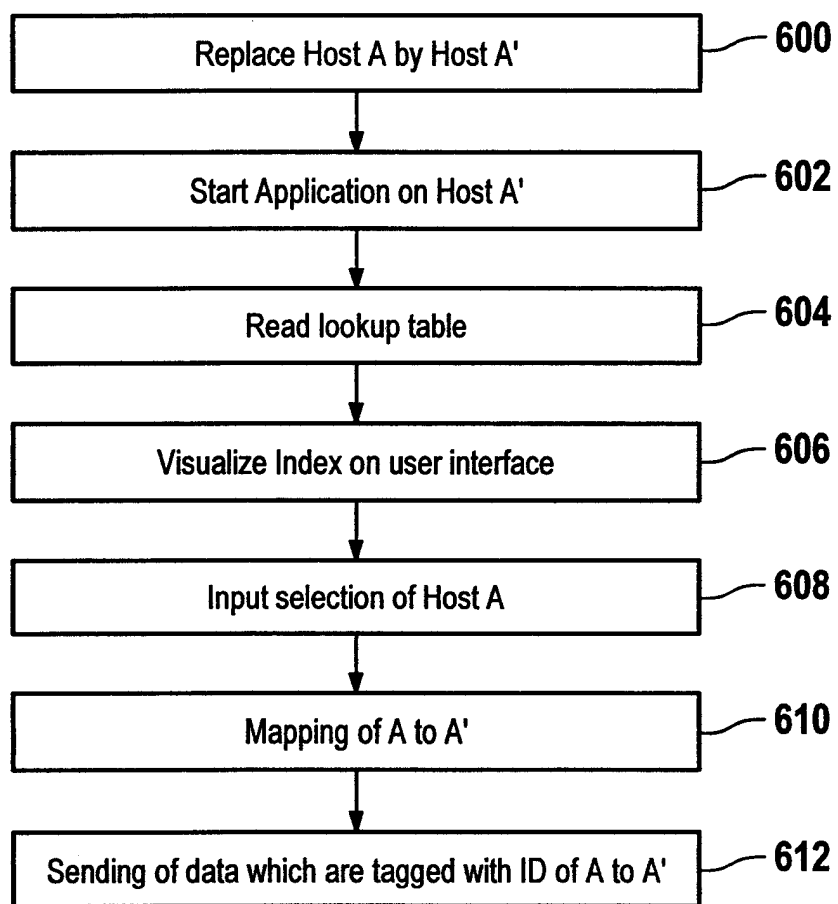 Replace Host A by Host A' 600
Start Application on Host A' 602
Read lookup table 604
Visualize Index on user interface 606
Input selection of Host A 608
Mapping of A to A' 610
Sending of data which are tagged with ID of A to A' 612